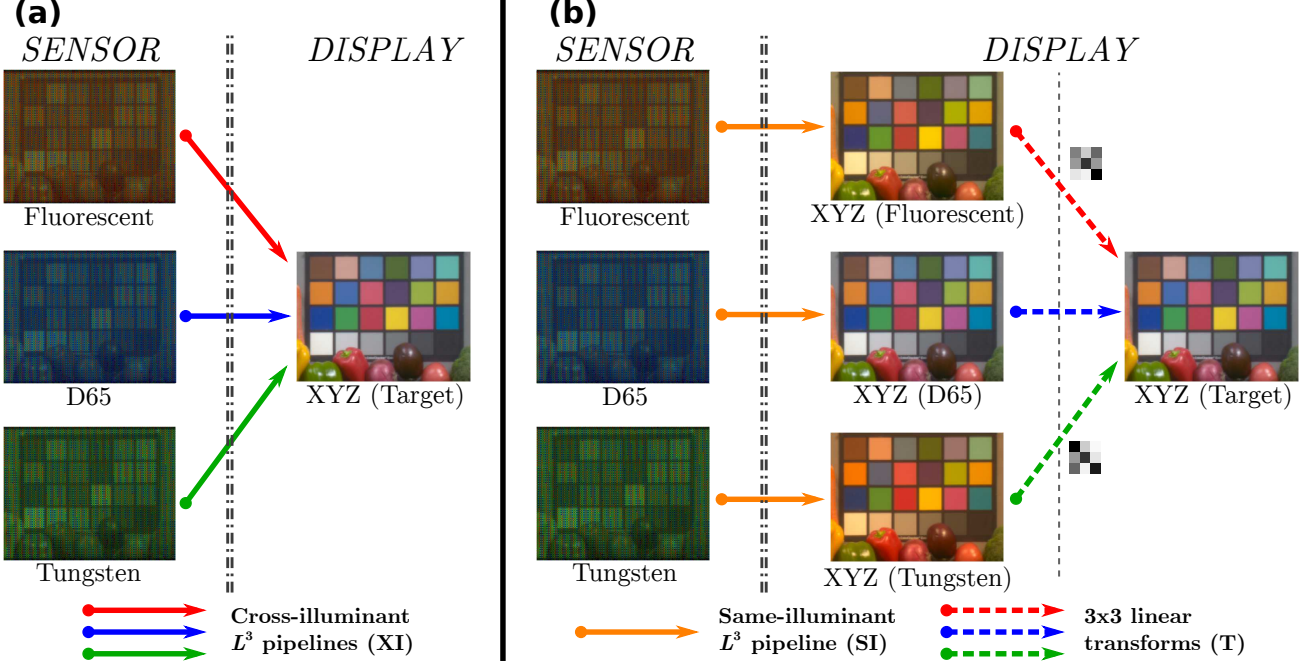 (a)
SENSOR
DISPLAY
Fluorescent
D65
Tungsten
XYZ (Target)
Cross-illuminant
L³ pipelines (XI)
(b)
SENSOR
DISPLAY
Fluorescent
XYZ (Fluorescent)
D65
XYZ (D65)
XYZ (Target)
Tungsten
XYZ (Tungsten)
Same-illuminant
L³ pipeline (SI)
3x3 linear
transforms (T)